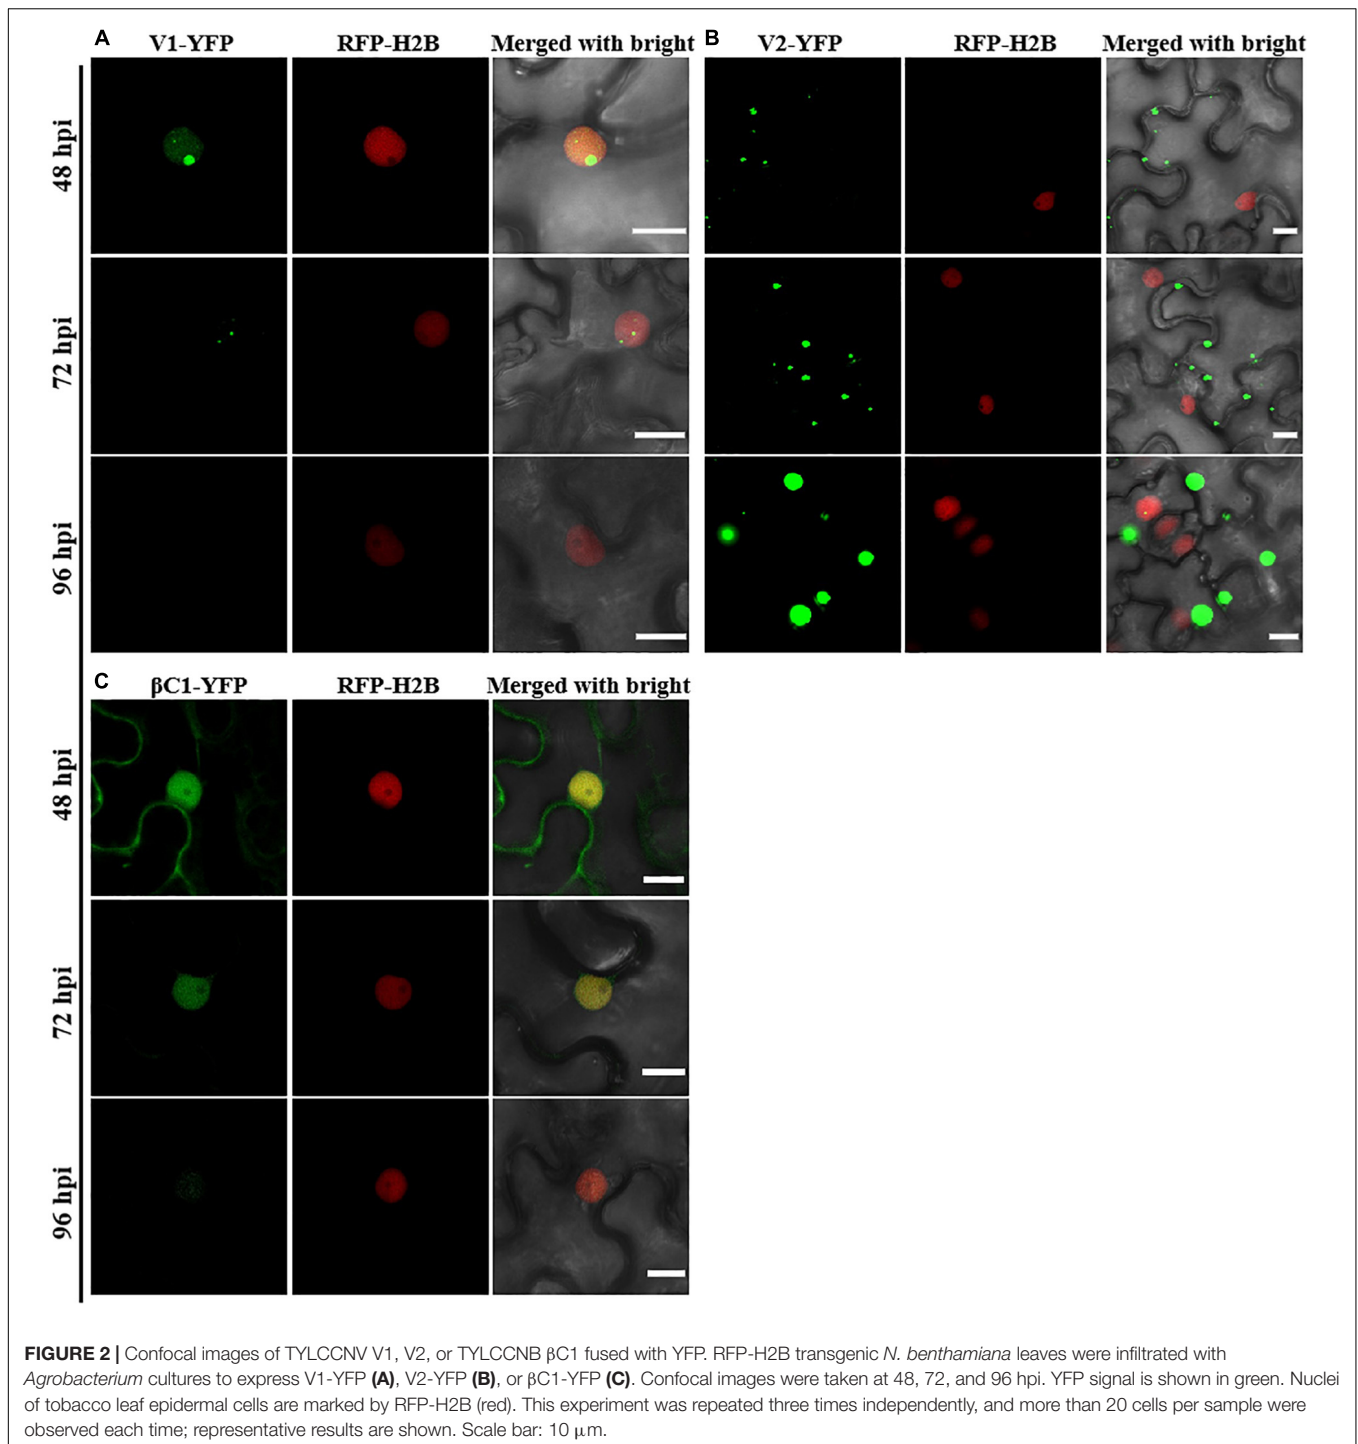 A
V1-YFP RFP-H2B Merged with bright
48 hpi
72 hpi
96 hpi
B
V2-YFP RFP-H2B Merged with bright
C
βC1-YFP RFP-H2B Merged with bright
48 hpi
72 hpi
96 hpi
FIGURE 2 | Confocal images of TYLCCNV V1, V2, or TYLCCNB βC1 fused with YFP. RFP-H2B transgenic N. benthamiana leaves were infiltrated with
Agrobacterium cultures to express V1-YFP (A), V2-YFP (B), or βC1-YFP (C). Confocal images were taken at 48, 72, and 96 hpi. YFP signal is shown in green. Nuclei
of tobacco leaf epidermal cells are marked by RFP-H2B (red). This experiment was repeated three times independently, and more than 20 cells per sample were
observed each time; representative results are shown. Scale bar: 10 μm.